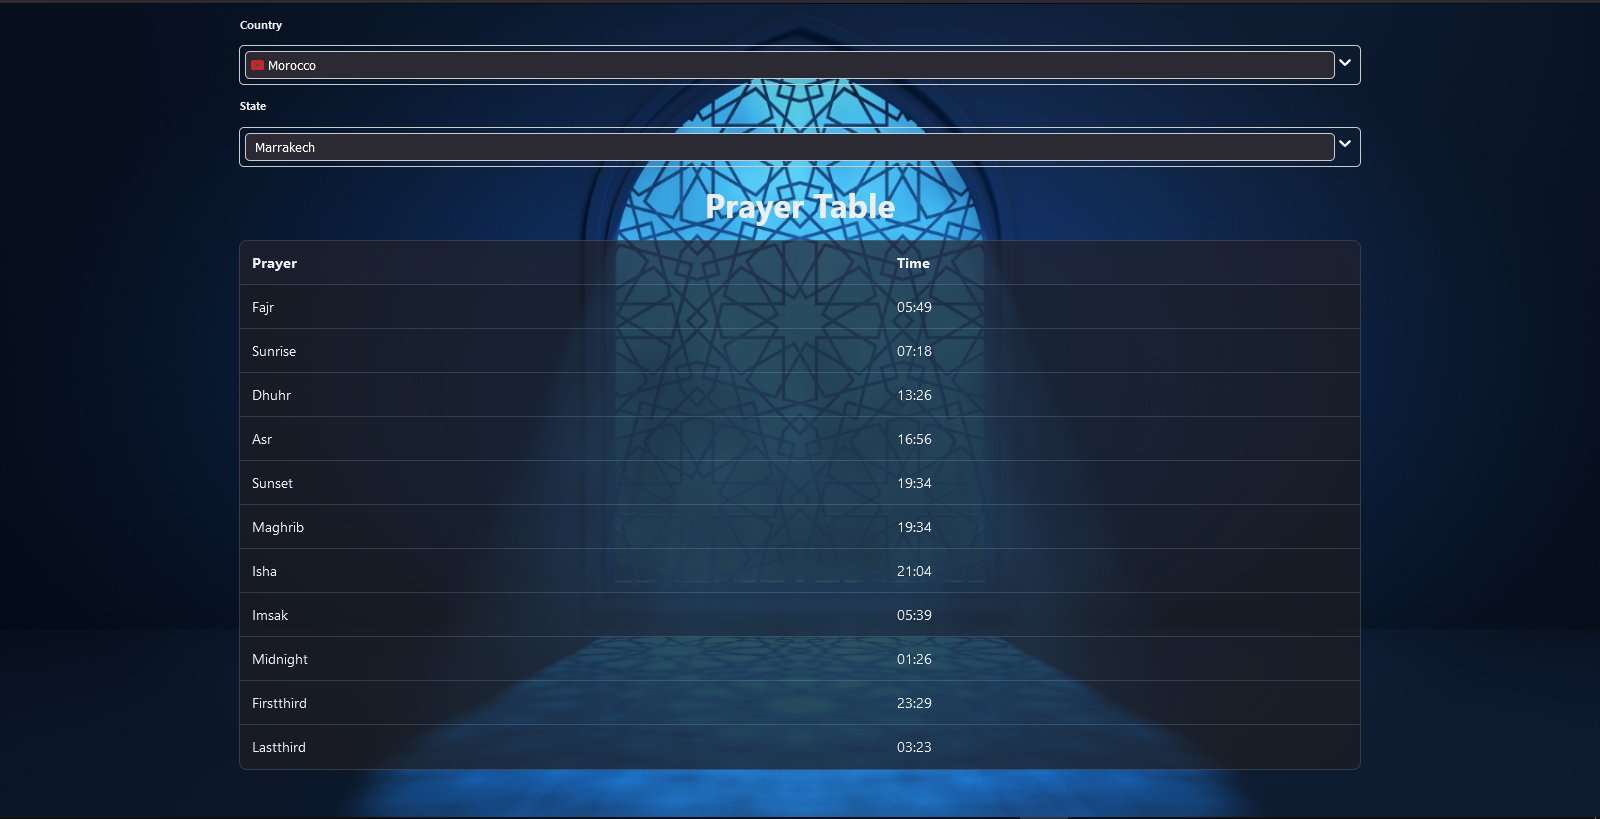 Country
Morocco
State
Marrakech
Prayer Table
Prayer Time
Fajr 05:49
Sunrise 07:18
Dhuhr 13:26
Asr 16:56
Sunset 19:34
Maghrib 19:34
Isha 21:04
Imsak 05:39
Midnight 01:26
Firstthird 23:29
Lastthird 03:23